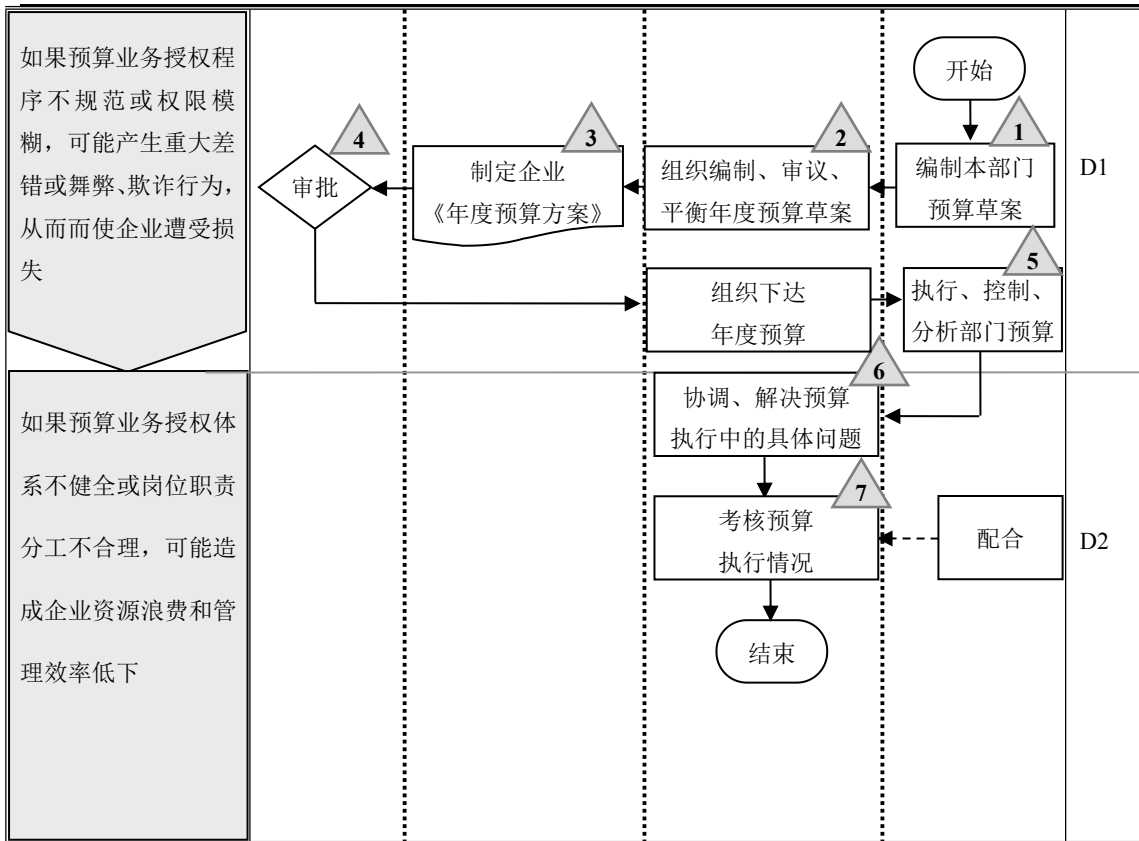 如果预算业务授权程
序不规范或权限模
糊，可能产生重大差
错或舞弊、欺诈行为，
从而而使企业遭受损
失
开始
4
3
2
1
审批
制定企业
《年度预算方案》
组织编制、审议、
平衡年度预算草案
编制本部门
预算草案
D1
5
组织下达
年度预算
执行、控制、
分析部门预算
6
如果预算业务授权体
系不健全或岗位职责
分工不合理，可能造
成企业资源浪费和管
理效率低下
协调、解决预算
执行中的具体问题
7
考核预算
执行情况
配合
D2
结束